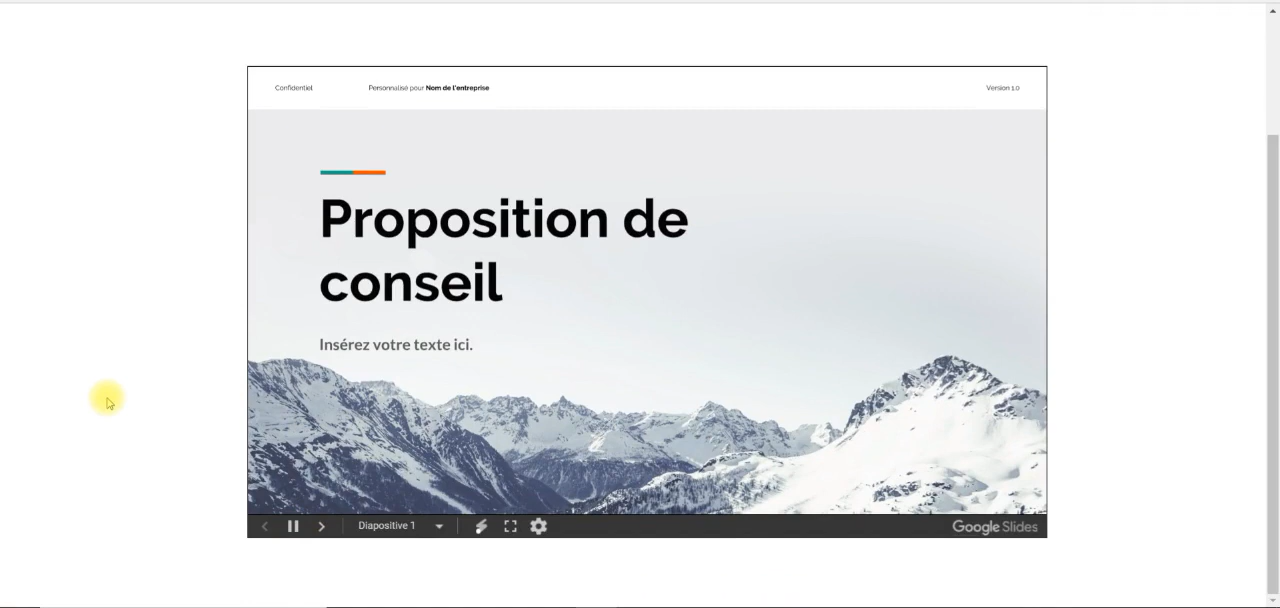 Confidentiel
Personnalisé pour Nom de l'entreprise
Version 1.0
Proposition de
conseil
Insérez votre texte ici.
Diapositive 1
Google Slides